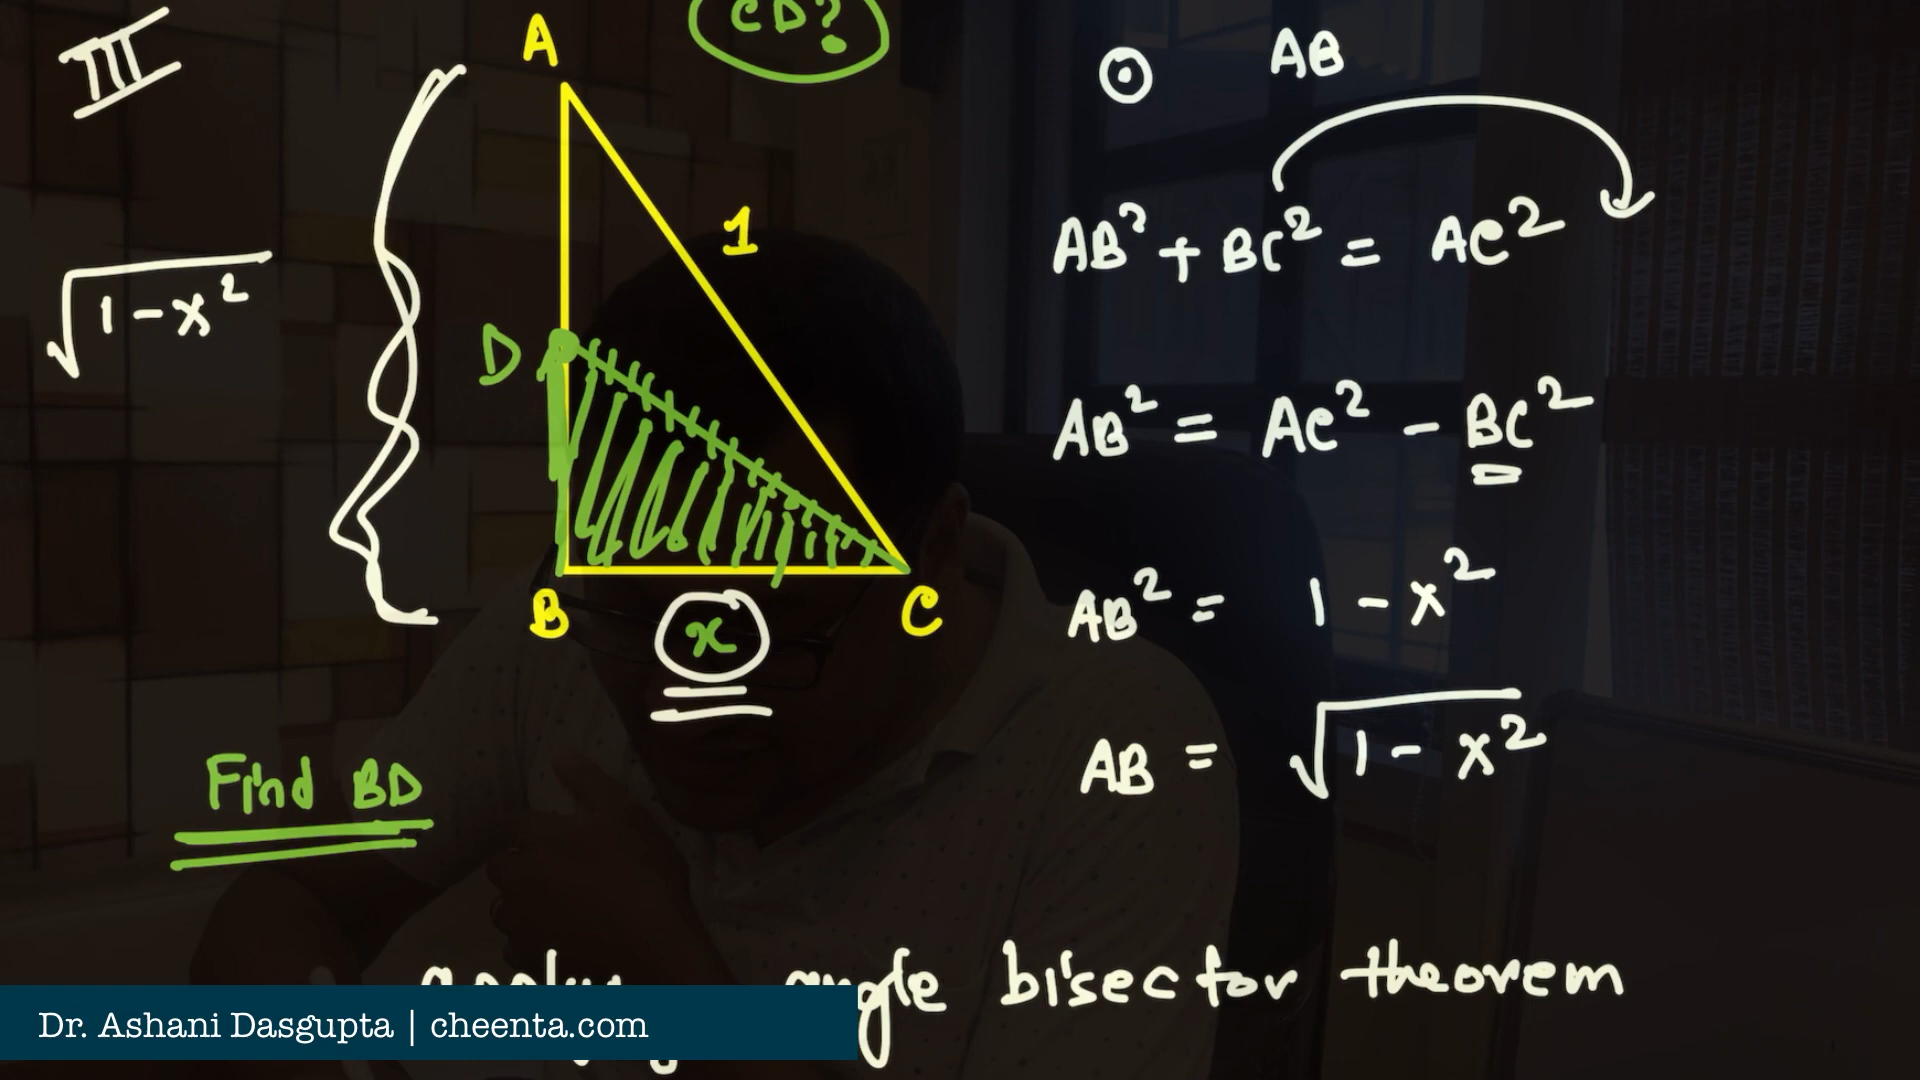 III
A
CD?
AB
1
AB² + BC² = AC²
√1-x²
D
AB² = AC² - BC²
B
x
C
AB² = 1 - x²
AB = √1 - x²
Find BD
apply angle bisector theorem
Dr. Ashani Dasgupta | cheenta.com